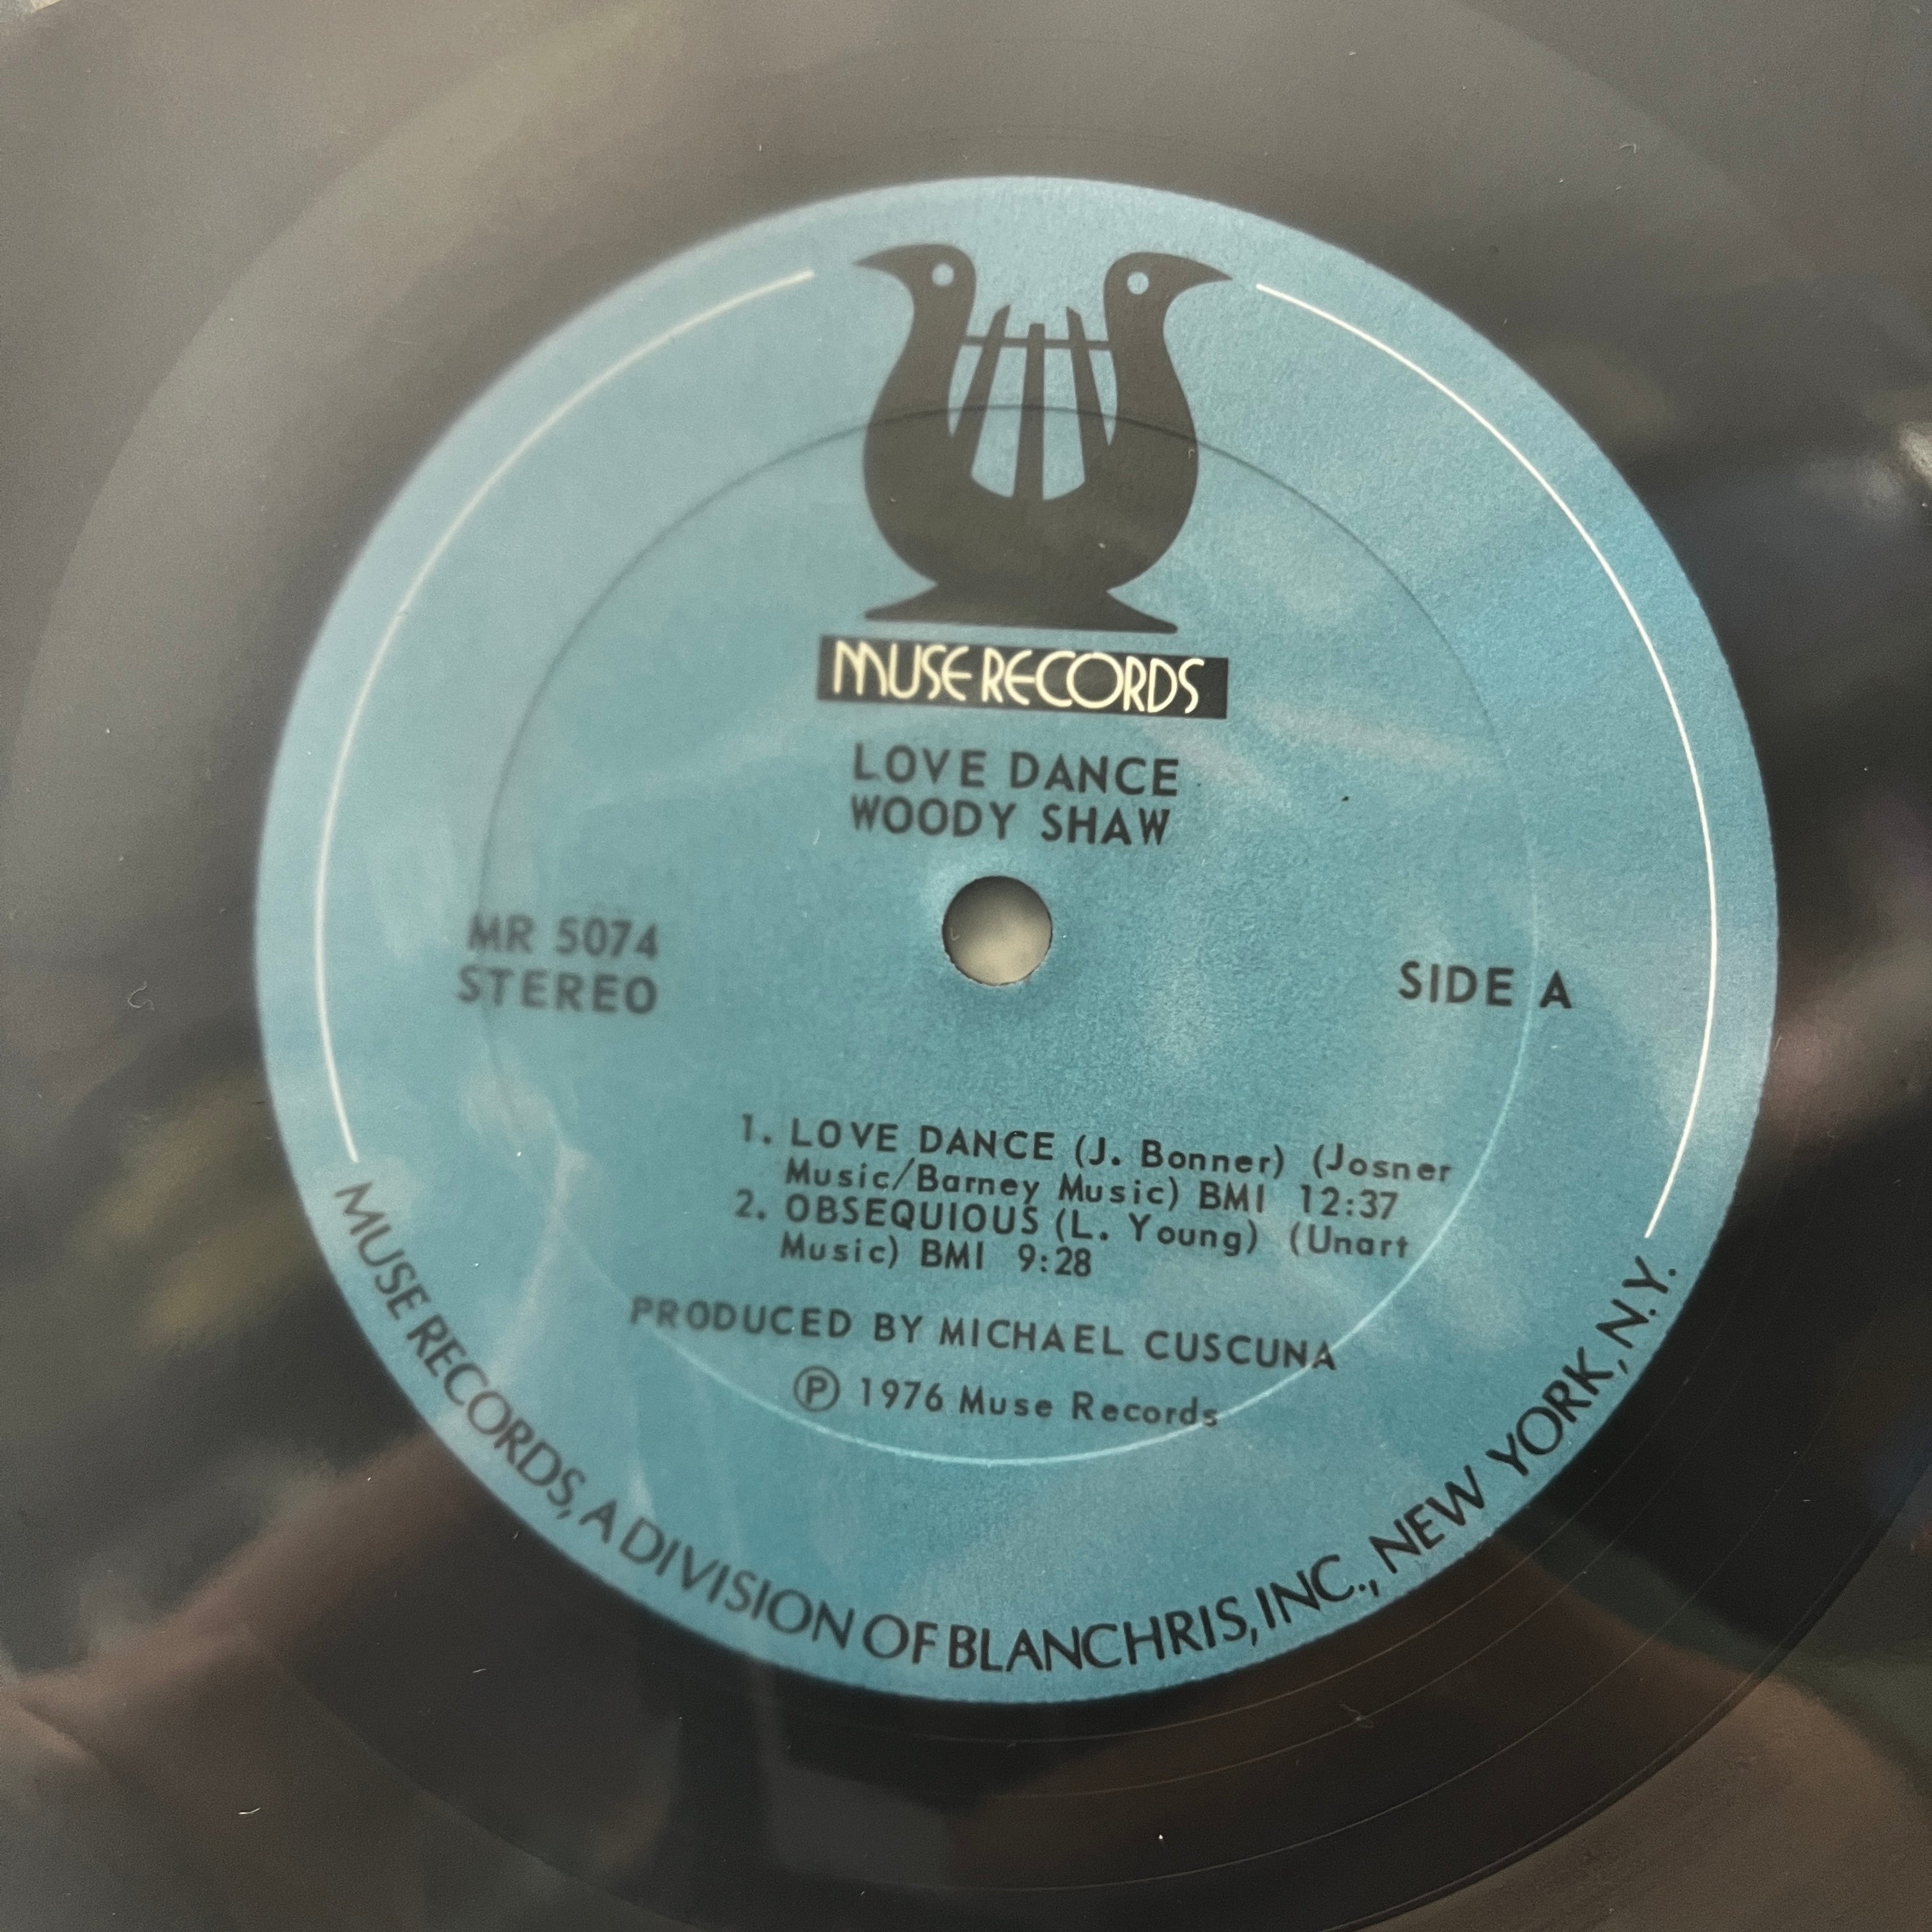 MUSE RECORDS
LOVE DANCE
WOODY SHAW
MR 5074
STEREO
SIDE A
1. LOVE DANCE (J. Bonner) (Josner
Music/Barney Music) BMI 12:37
2. OBSEQUIOUS (L. Young) (Unart
Music) BMI 9:28
PRODUCED BY MICHAEL CUSCUNA
Ⓟ 1976 Muse Records
MUSE RECORDS, A DIVISION OF BLANCHRIS, INC., NEW YORK, N.Y.